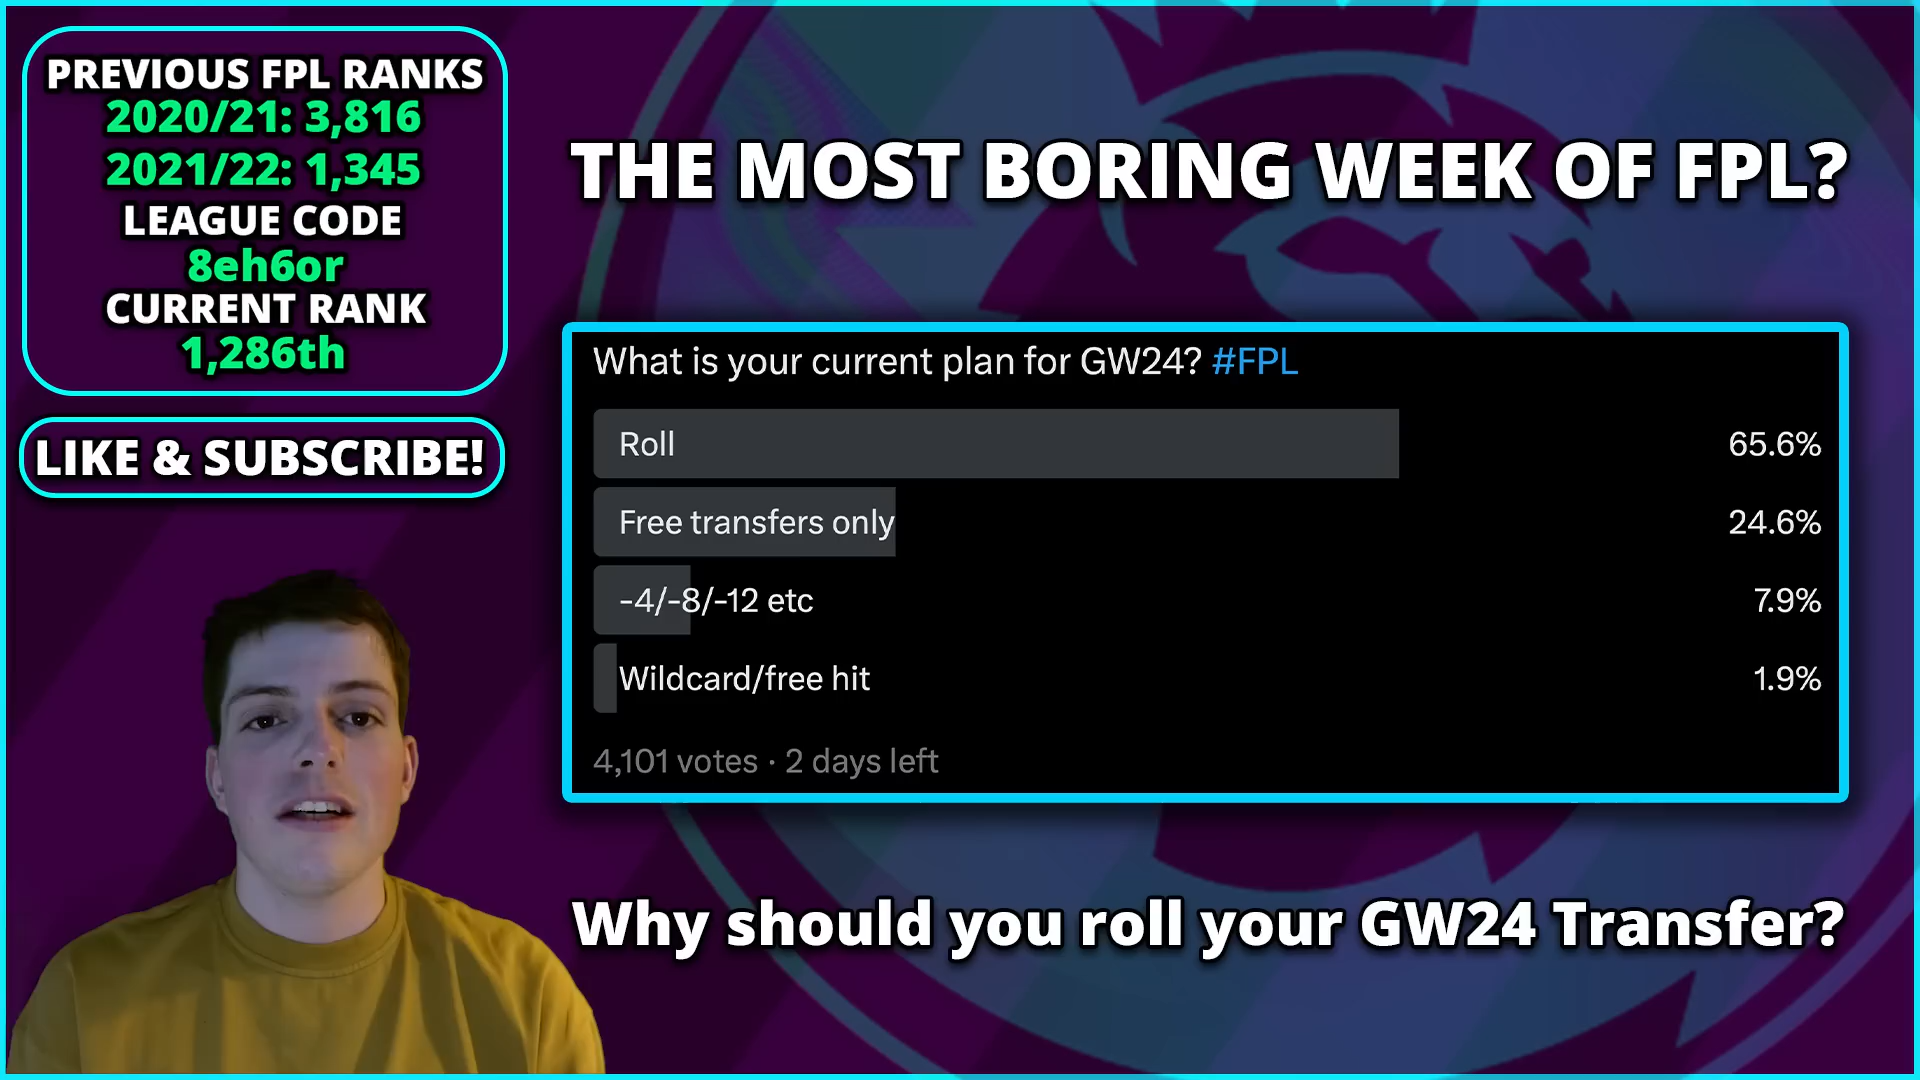 PREVIOUS FPL RANKS
2020/21: 3,816
2021/22: 1,345
LEAGUE CODE
8eh6or
CURRENT RANK
1,286th
LIKE & SUBSCRIBE!
THE MOST BORING WEEK OF FPL?
What is your current plan for GW24? #FPL
Roll 65.6%
Free transfers only 24.6%
-4/-8/-12 etc 7.9%
Wildcard/free hit 1.9%
4,101 votes · 2 days left
Why should you roll your GW24 Transfer?